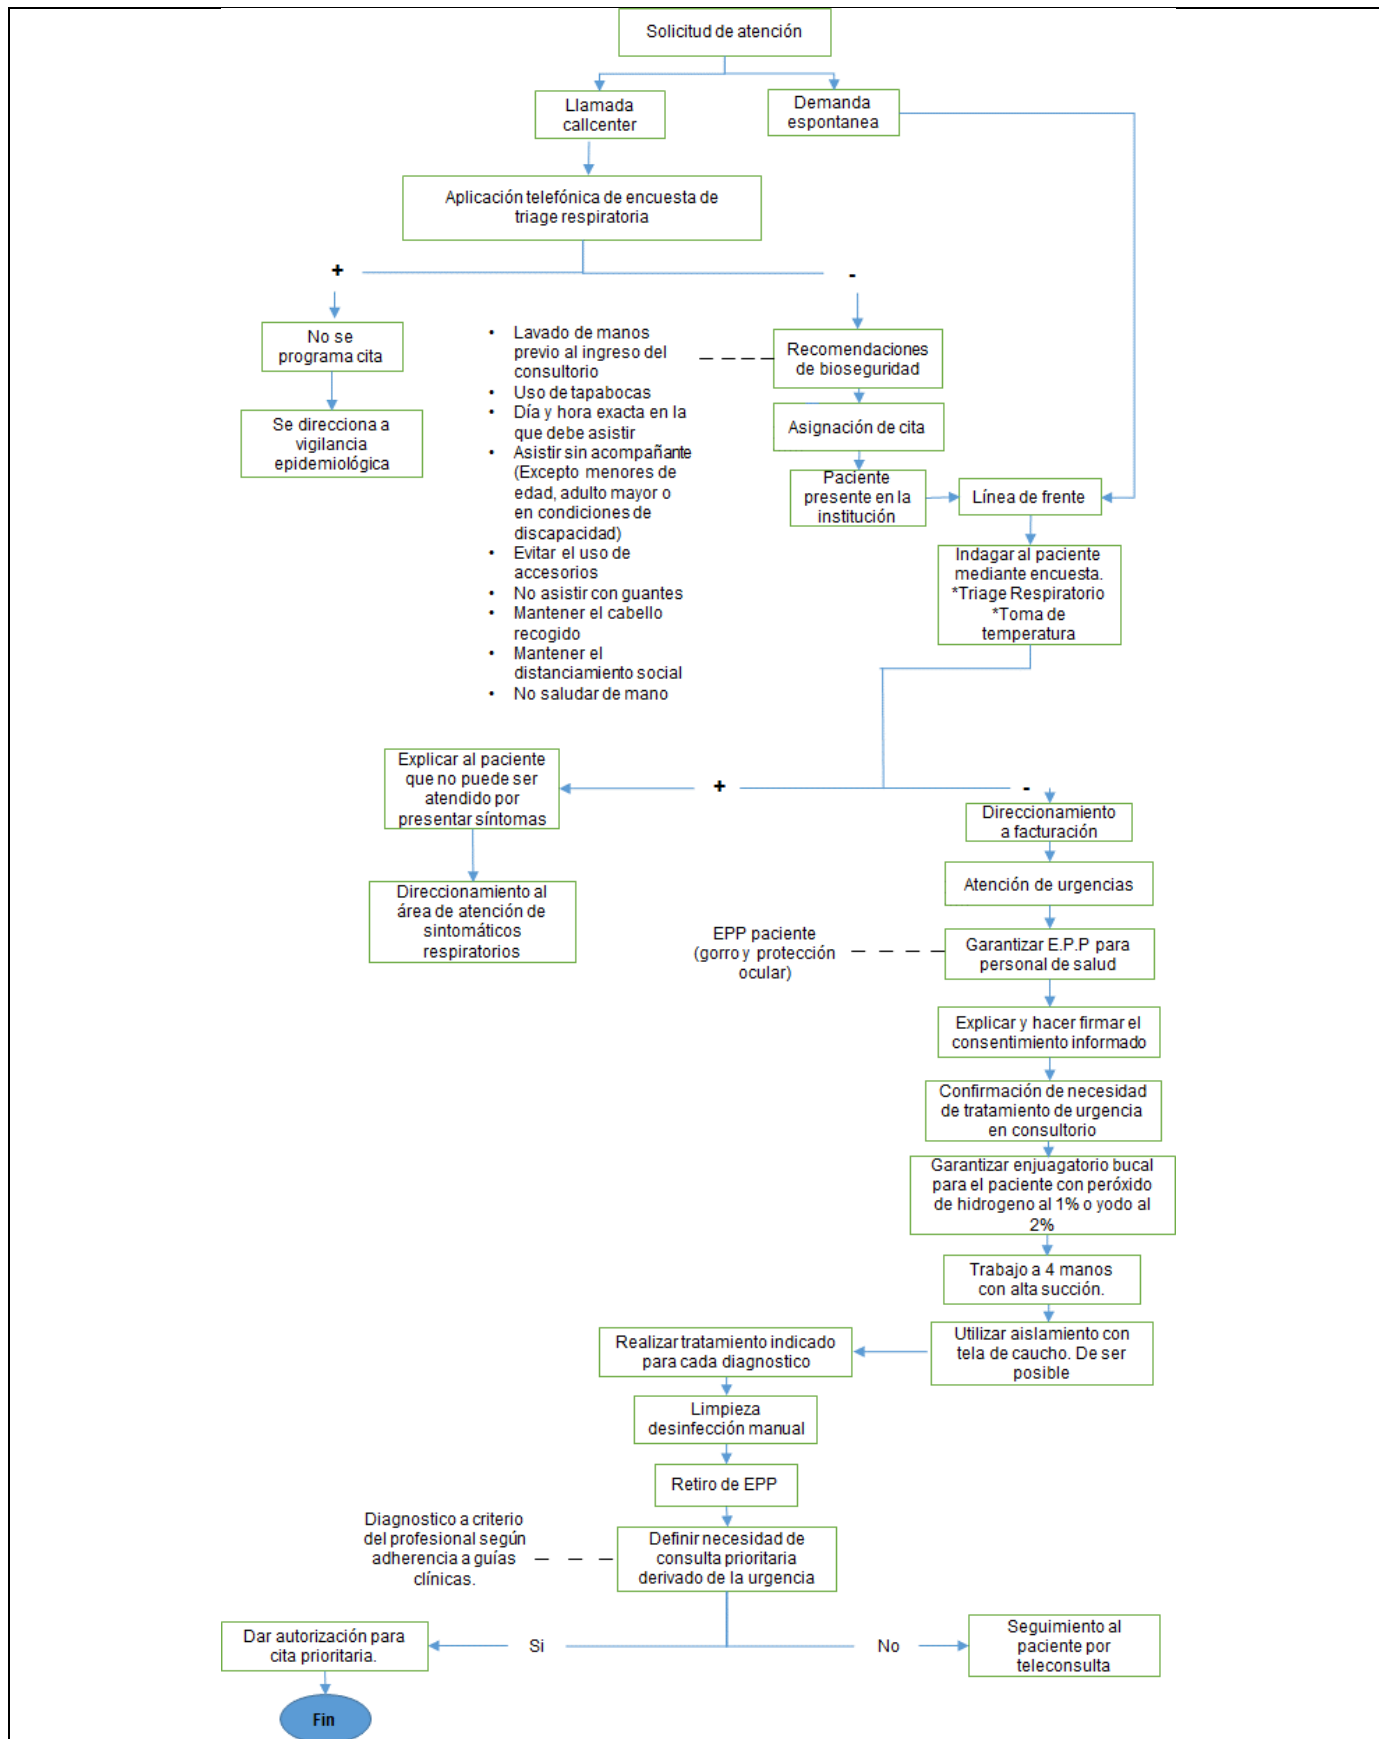 Solicitud de atención
Llamada
callcenter
Demanda
espontanea
Aplicación telefónica de encuesta de
triage respiratoria
+
-
No se
programa cita
Se direcciona a
vigilancia
epidemiológica
• Lavado de manos
previo al ingreso del
consultorio
• Uso de tapabocas
• Día y hora exacta en la
que debe asistir
• Asistir sin acompañante
(Excepto menores de
edad, adulto mayor o
en condiciones de
discapacidad)
• Evitar el uso de
accesorios
• No asistir con guantes
• Mantener el cabello
recogido
• Mantener el
distanciamiento social
• No saludar de mano
Recomendaciones
de bioseguridad
Asignación de cita
Paciente
presente en la
institución
Línea de frente
Indagar al paciente
mediante encuesta.
*Triage Respiratorio
*Toma de
temperatura
+
-
Explicar al paciente
que no puede ser
atendido por
presentar síntomas
Direccionamiento al
área de atención de
sintomáticos
respiratorios
Direccionamiento
a facturación
Atención de urgencias
EPP paciente
(gorro y protección
ocular)
Garantizar E.P.P para
personal de salud
Explicar y hacer firmar el
consentimiento informado
Confirmación de necesidad
de tratamiento de urgencia
en consultorio
Garantizar enjuagatorio bucal
para el paciente con peróxido
de hidrogeno al 1% o yodo al
2%
Trabajo a 4 manos
con alta succión.
Utilizar aislamiento con
tela de caucho. De ser
posible
Realizar tratamiento indicado
para cada diagnostico
Limpieza
desinfección manual
Retiro de EPP
Diagnostico a criterio
del profesional según
adherencia a guías
clínicas.
Definir necesidad de
consulta prioritaria
derivado de la urgencia
Si
No
Dar autorización para
cita prioritaria.
Seguimiento al
paciente por
teleconsulta
Fin